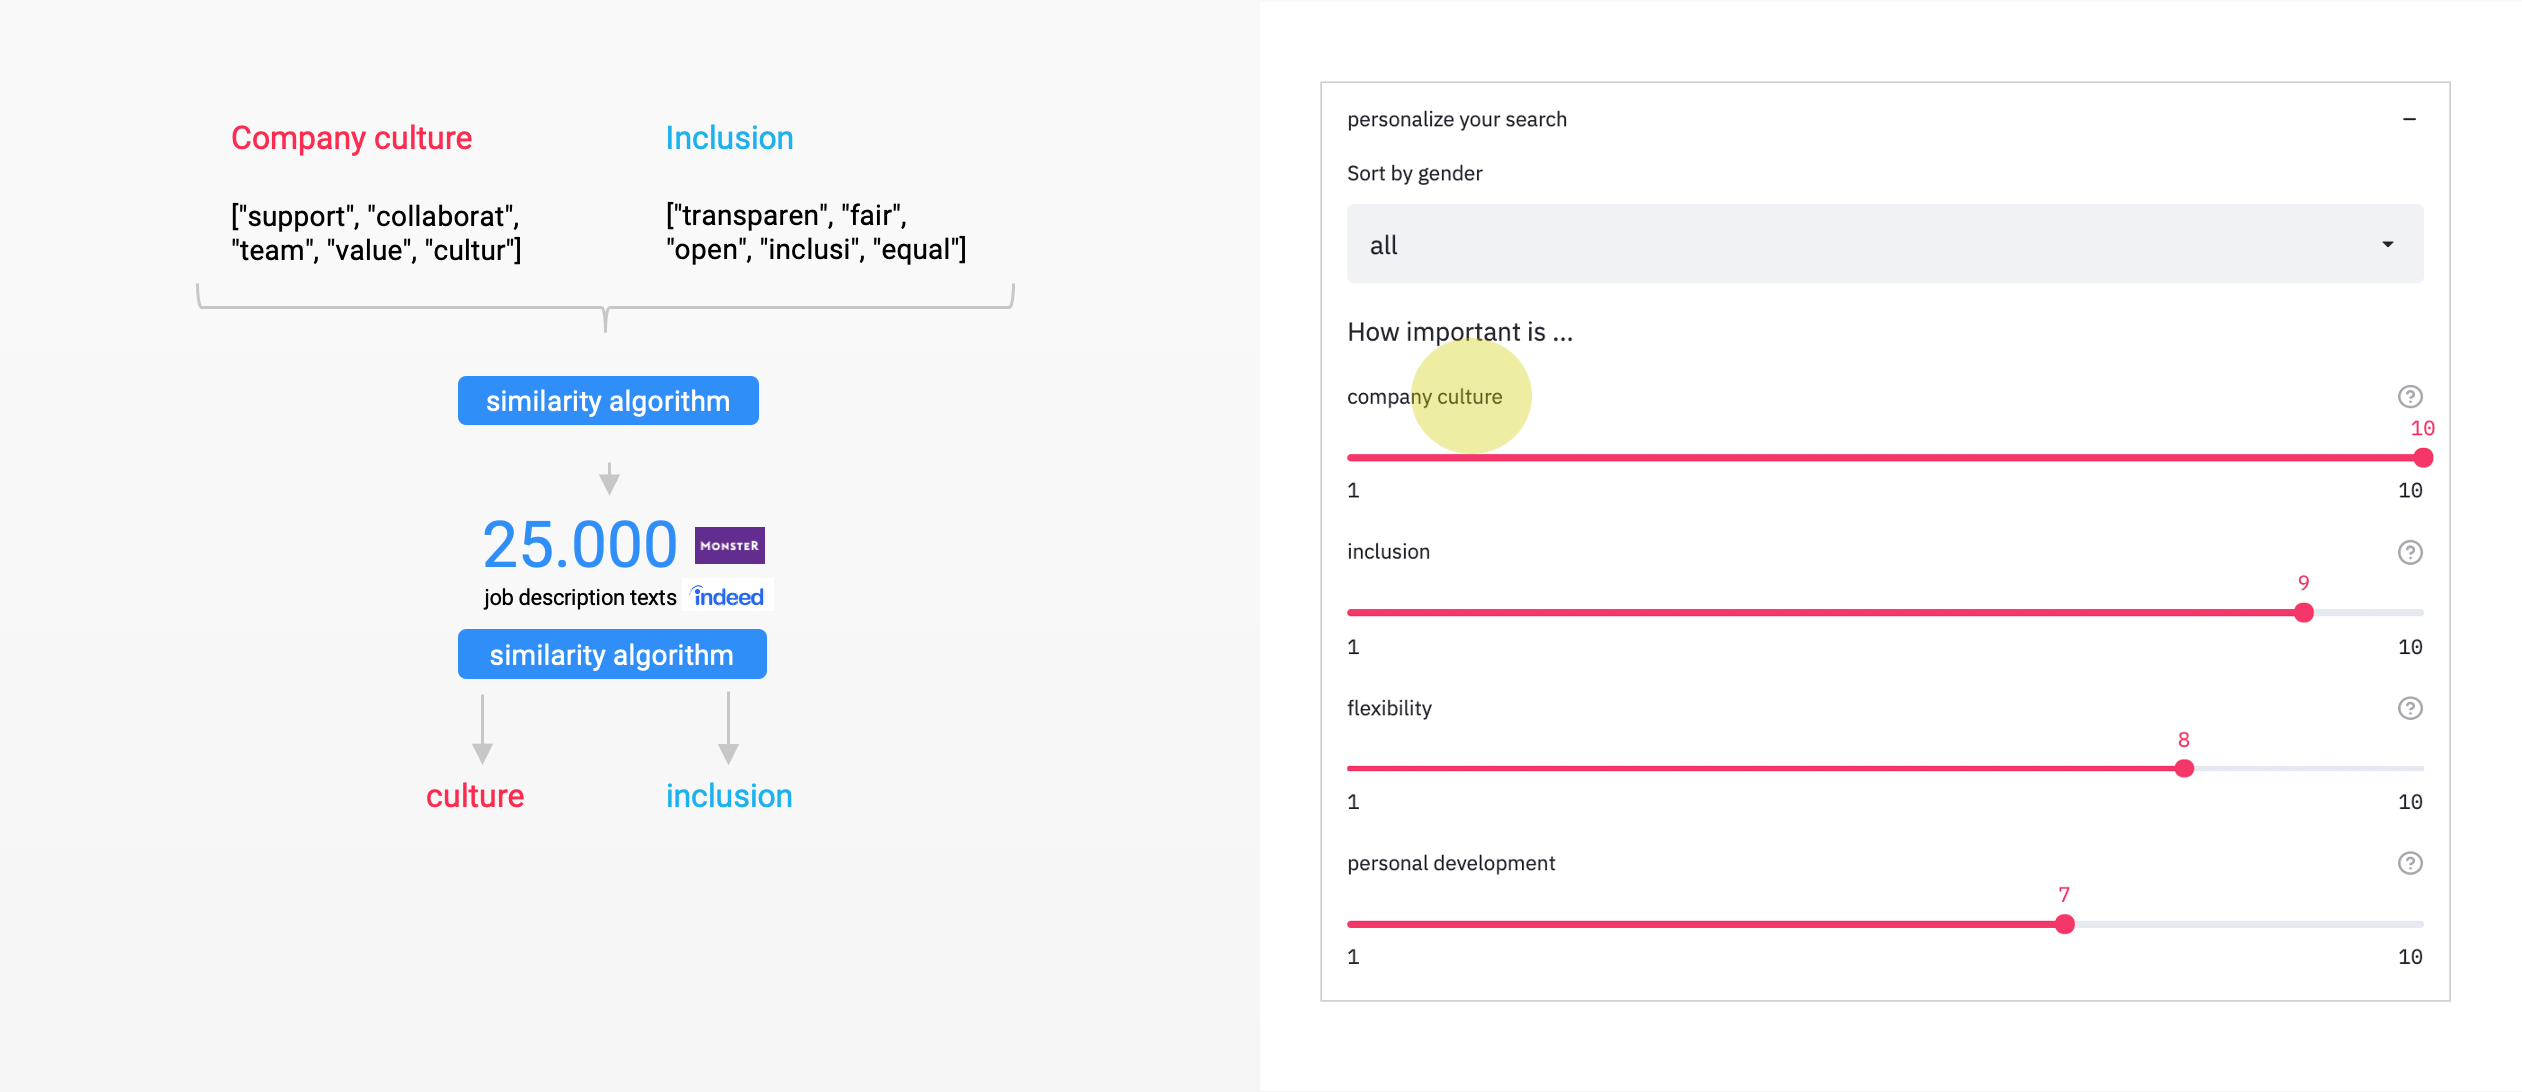 Company culture
["support", "collaborat",
"team", "value", "cultur"]
Inclusion
["transparen", "fair",
"open", "inclusi", "equal"]
similarity algorithm
25.000
MONSTER
job description texts
indeed
similarity algorithm
culture
inclusion
personalize your search
Sort by gender
all
How important is ...
company culture
?
10
1
10
inclusion
?
9
1
10
flexibility
?
8
1
10
personal development
?
7
1
10